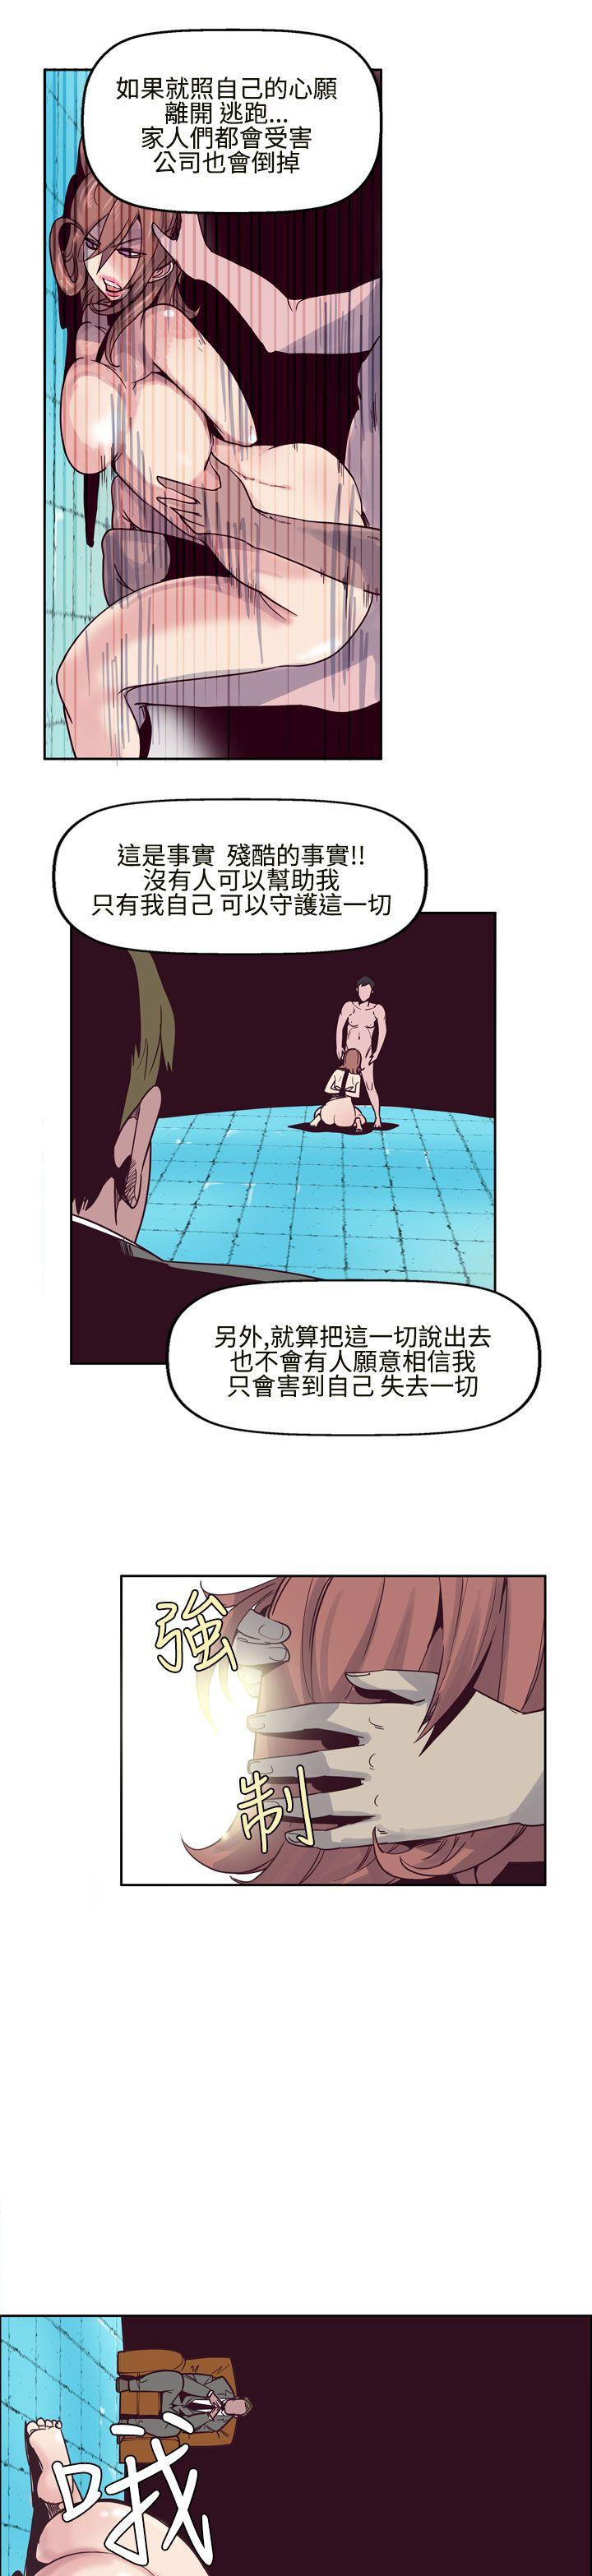 如果就照自己的心願
離開 逃跑...
家人們都會受害
公司也會倒掉
這是事實 殘酷的事實!!
沒有人可以幫助我
只有我自己 可以守護這一切
另外,就算把這一切說出去
也不會有人願意相信我
只會害到自己 失去一切
強
制
哦